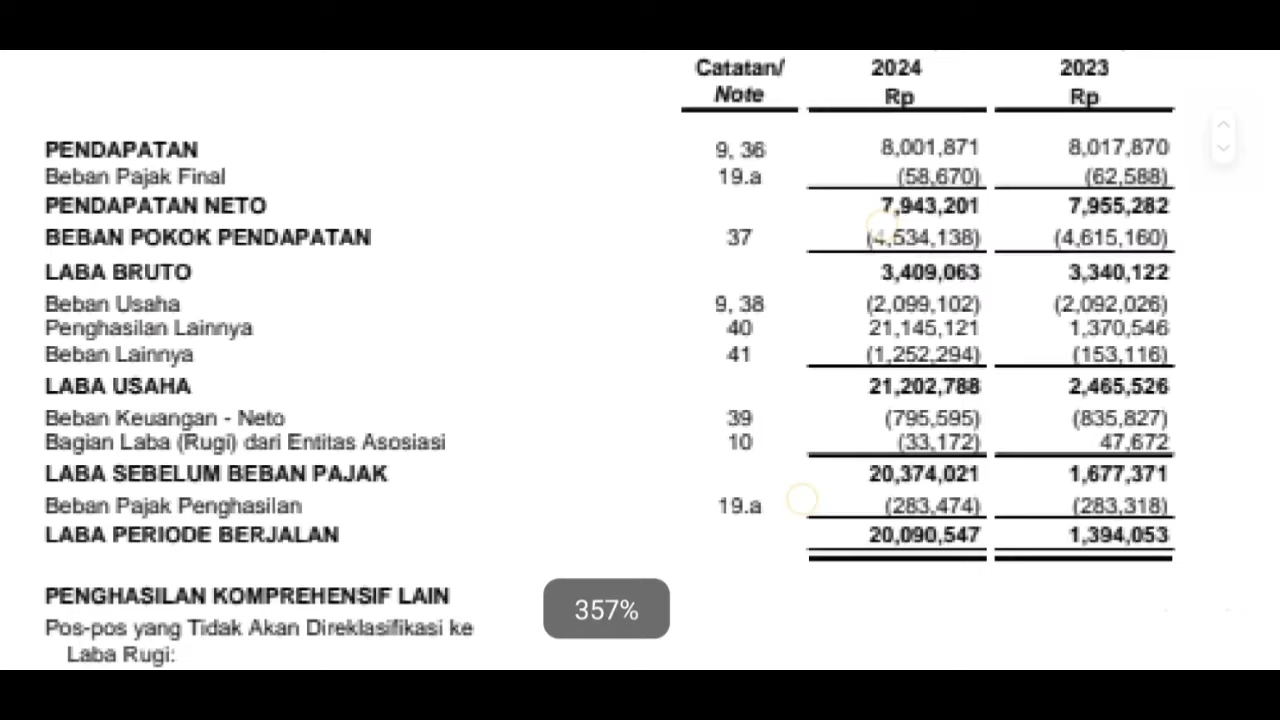 Catatan/ 2024 2023
Note Rp Rp
PENDAPATAN 9, 36 8,001,871 8,017,870
Beban Pajak Final 19.a (58,670) (62,588)
PENDAPATAN NETO 7,943,201 7,955,282
BEBAN POKOK PENDAPATAN 37 (4,534,138) (4,615,160)
LABA BRUTO 3,409,063 3,340,122
Beban Usaha 9, 38 (2,099,102) (2,092,026)
Penghasilan Lainnya 40 21,145,121 1,370,546
Beban Lainnya 41 (1,252,294) (153,116)
LABA USAHA 21,202,788 2,465,526
Beban Keuangan - Neto 39 (795,595) (835,827)
Bagian Laba (Rugi) dari Entitas Asosiasi 10 (33,172) 47,672
LABA SEBELUM BEBAN PAJAK 20,374,021 1,677,371
Beban Pajak Penghasilan 19.a (283,474) (283,318)
LABA PERIODE BERJALAN 20,090,547 1,394,053
PENGHASILAN KOMPREHENSIF LAIN
357%
Pos-pos yang Tidak Akan Direklasifikasi ke
Laba Rugi: